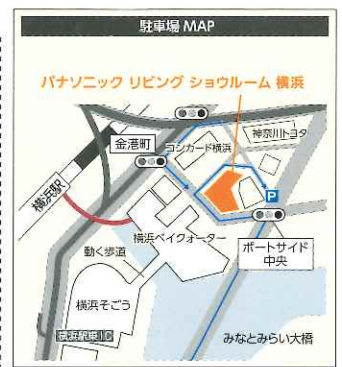 駐車場 MAP
パナソニック リビング ショウルーム 横浜
金港町
コシカード横浜
神奈川トヨタ
横浜駅
P
横浜ベイクォーター
ポートサイド
中央
動く歩道
横浜そごう
横浜駅東IC
みなとみらい大橋